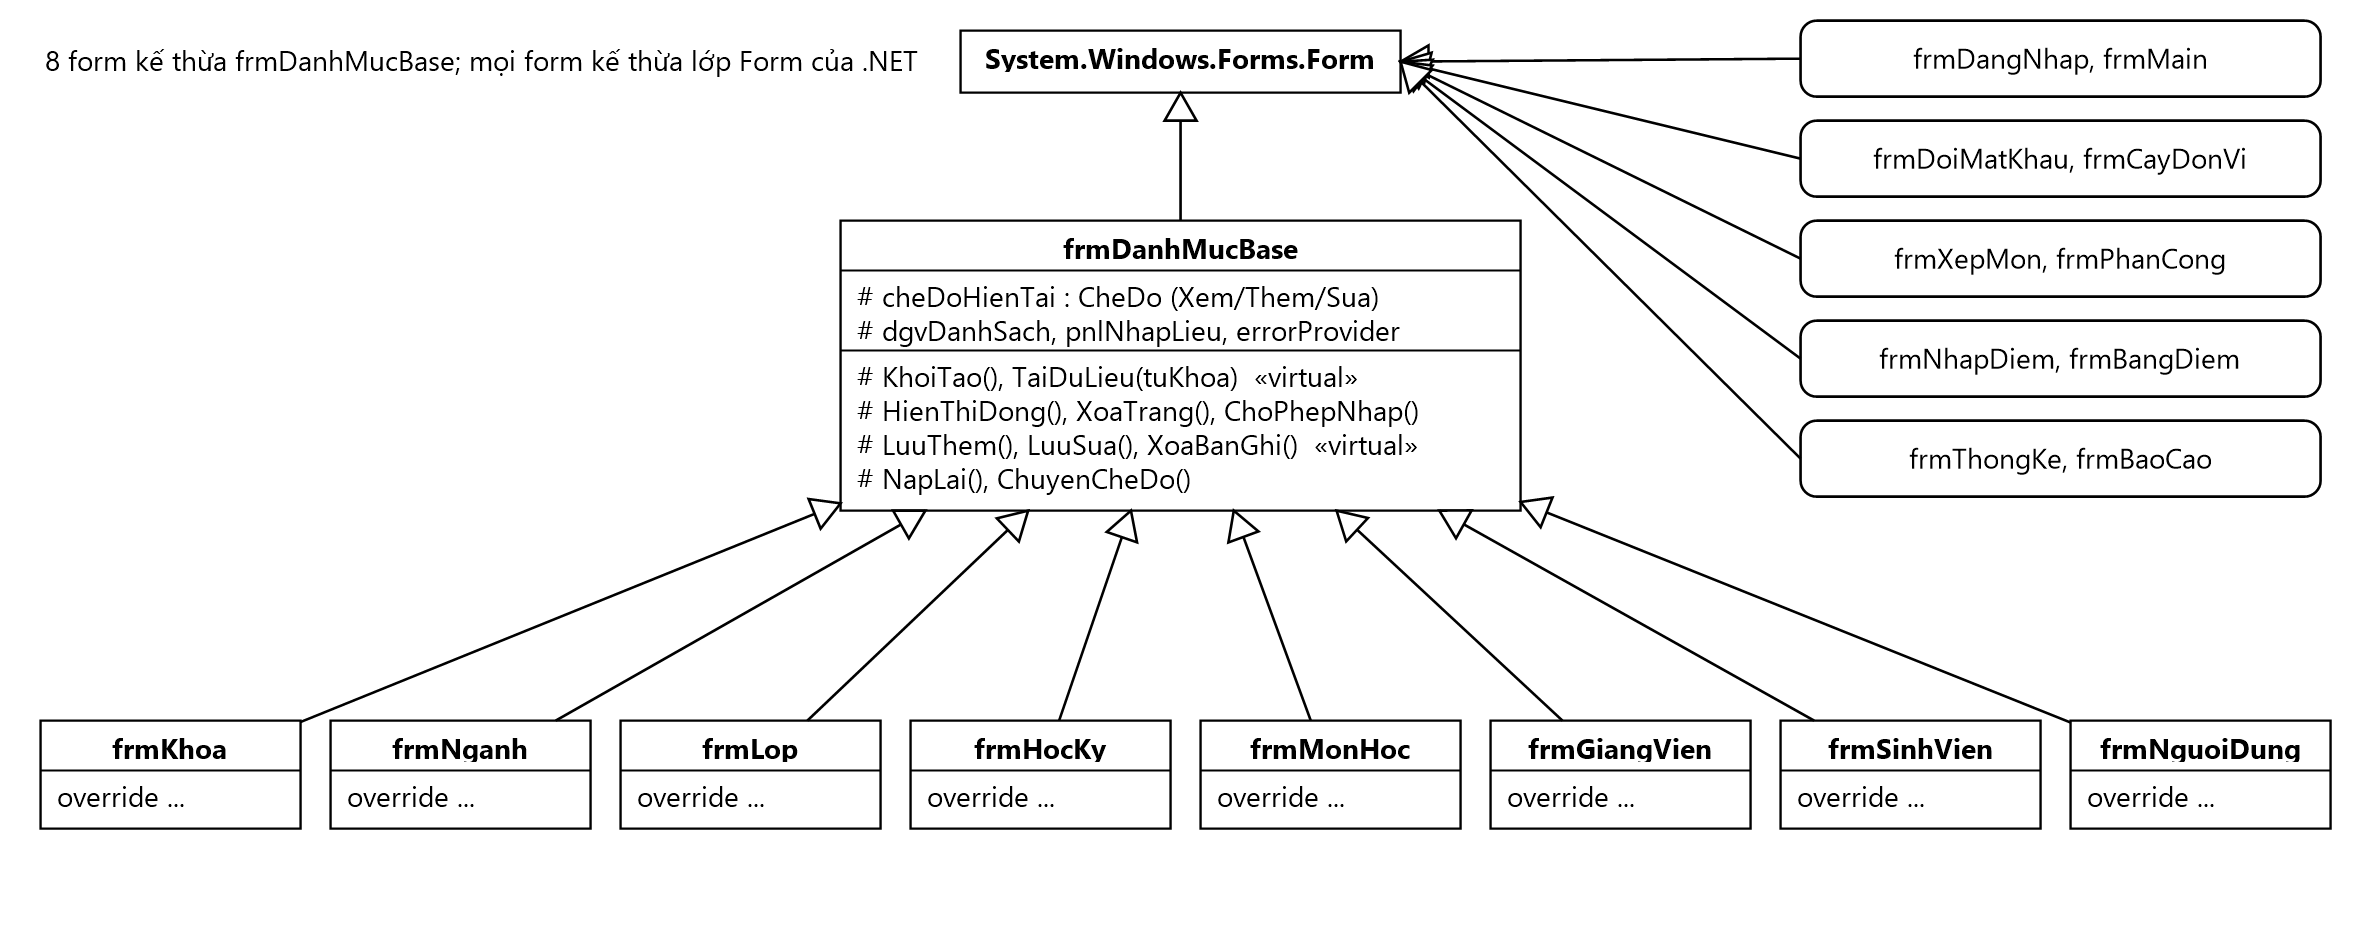 8 form kế thừa frmDanhMucBase; mọi form kế thừa lớp Form của .NET
System.Windows.Forms.Form
frmDangNhap, frmMain
frmDoiMatKhau, frmCayDonVi
frmXepMon, frmPhanCong
frmNhapDiem, frmBangDiem
frmThongKe, frmBaoCao
frmDanhMucBase
# cheDoHienTai : CheDo (Xem/Them/Sua)
# dgvDanhSach, pnlNhapLieu, errorProvider
# KhoiTao(), TaiDuLieu(tuKhoa)  «virtual»
# HienThiDong(), XoaTrang(), ChoPhepNhap()
# LuuThem(), LuuSua(), XoaBanGhi()  «virtual»
# NapLai(), ChuyenCheDo()
frmKhoa
override ...
frmNganh
override ...
frmLop
override ...
frmHocKy
override ...
frmMonHoc
override ...
frmGiangVien
override ...
frmSinhVien
override ...
frmNguoiDung
override ...